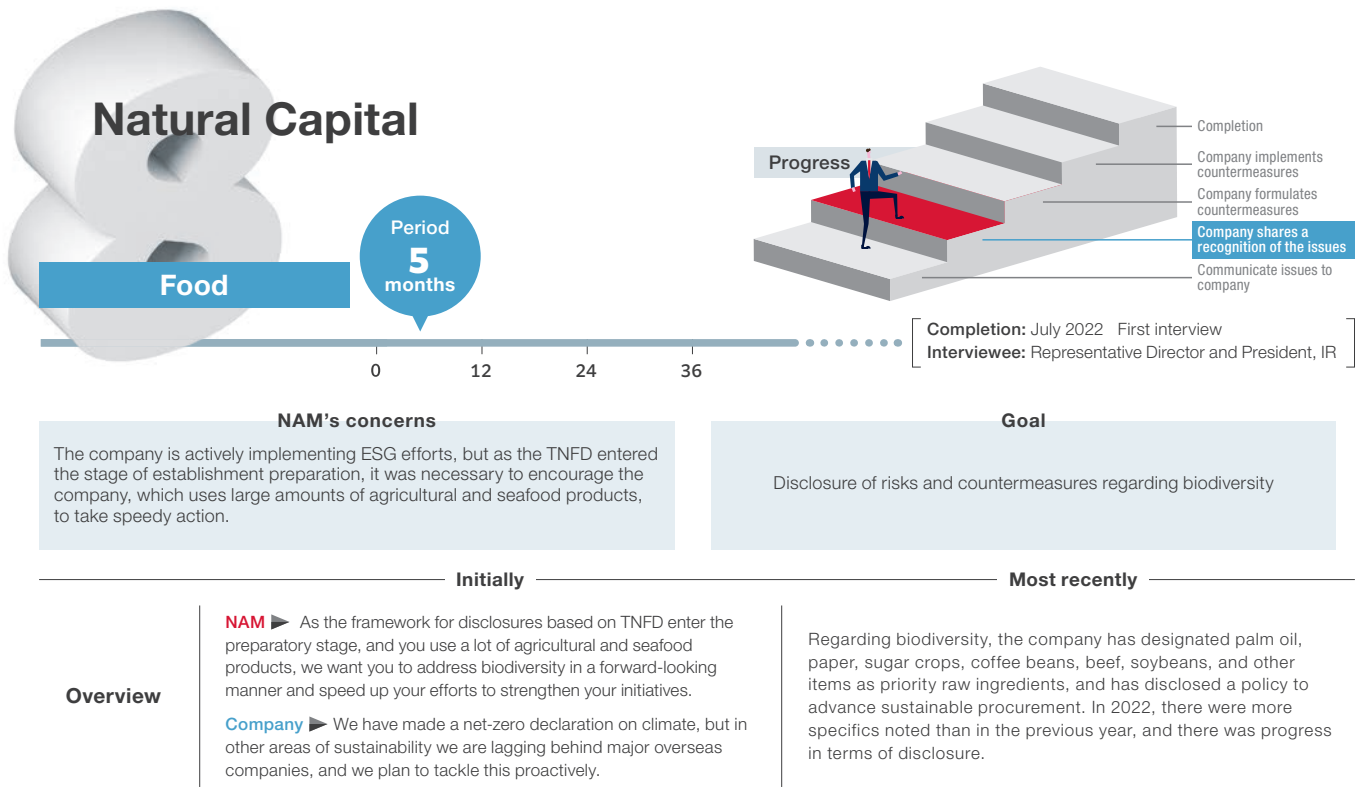 8
Natural Capital
Food
Period
5
months
0 12 24 36
Progress
Completion
Company implements
countermeasures
Company formulates
countermeasures
Company shares a
recognition of the issues
Communicate issues to
company
Completion: July 2022 First interview
Interviewee: Representative Director and President, IR
NAM's concerns
The company is actively implementing ESG efforts, but as the TNFD entered
the stage of establishment preparation, it was necessary to encourage the
company, which uses large amounts of agricultural and seafood products,
to take speedy action.
Goal
Disclosure of risks and countermeasures regarding biodiversity
Initially
Most recently
Overview
NAM ▶ As the framework for disclosures based on TNFD enter the
preparatory stage, and you use a lot of agricultural and seafood
products, we want you to address biodiversity in a forward-looking
manner and speed up your efforts to strengthen your initiatives.
Company ▶ We have made a net-zero declaration on climate, but in
other areas of sustainability we are lagging behind major overseas
companies, and we plan to tackle this proactively.
Regarding biodiversity, the company has designated palm oil,
paper, sugar crops, coffee beans, beef, soybeans, and other
items as priority raw ingredients, and has disclosed a policy to
advance sustainable procurement. In 2022, there were more
specifics noted than in the previous year, and there was progress
in terms of disclosure.